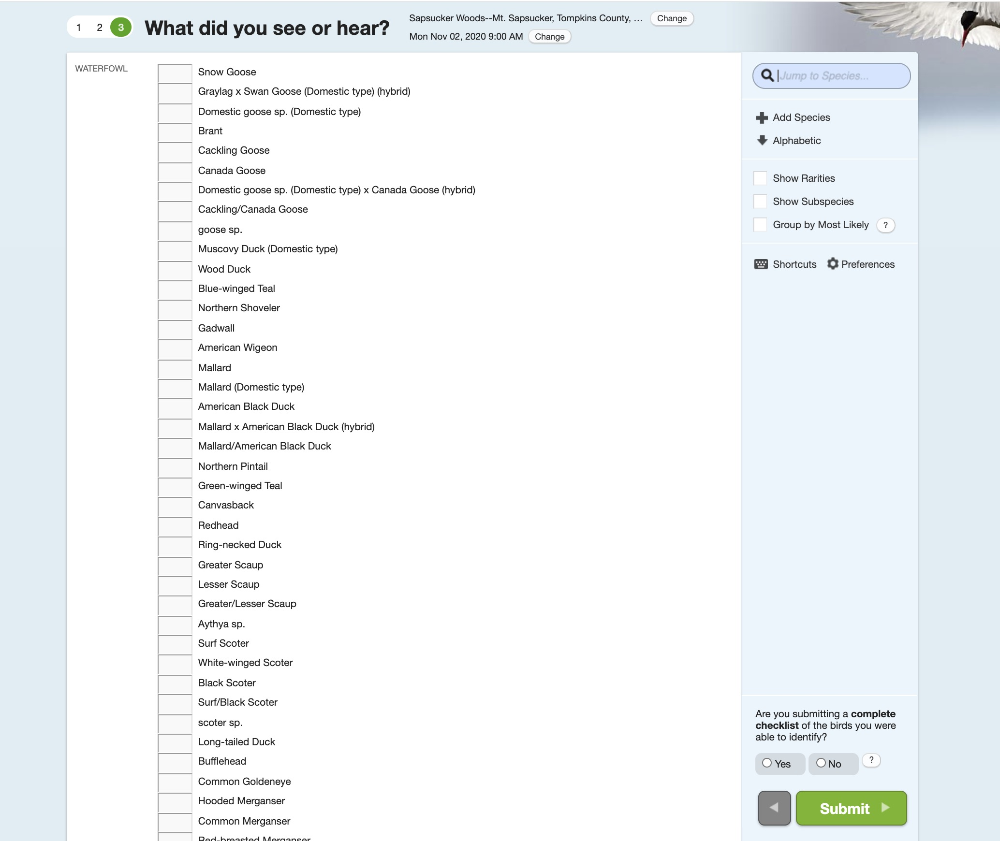 1 2 3 What did you see or hear?
Sapsucker Woods--Mt. Sapsucker, Tompkins County, ... Change
Mon Nov 02, 2020 9:00 AM Change
WATERFOWL
Snow Goose
Graylag x Swan Goose (Domestic type) (hybrid)
Domestic goose sp. (Domestic type)
Brant
Cackling Goose
Canada Goose
Domestic goose sp. (Domestic type) x Canada Goose (hybrid)
Cackling/Canada Goose
goose sp.
Muscovy Duck (Domestic type)
Wood Duck
Blue-winged Teal
Northern Shoveler
Gadwall
American Wigeon
Mallard
Mallard (Domestic type)
American Black Duck
Mallard x American Black Duck (hybrid)
Mallard/American Black Duck
Northern Pintail
Green-winged Teal
Canvasback
Redhead
Ring-necked Duck
Greater Scaup
Lesser Scaup
Greater/Lesser Scaup
Aythya sp.
Surf Scoter
White-winged Scoter
Black Scoter
Surf/Black Scoter
scoter sp.
Long-tailed Duck
Bufflehead
Common Goldeneye
Hooded Merganser
Common Merganser
Red-breasted Merganser
Jump to Species...
Add Species
Alphabetic
Show Rarities
Show Subspecies
Group by Most Likely ?
Shortcuts Preferences
Are you submitting a complete
checklist of the birds you were
able to identify?
Yes No ?
Submit